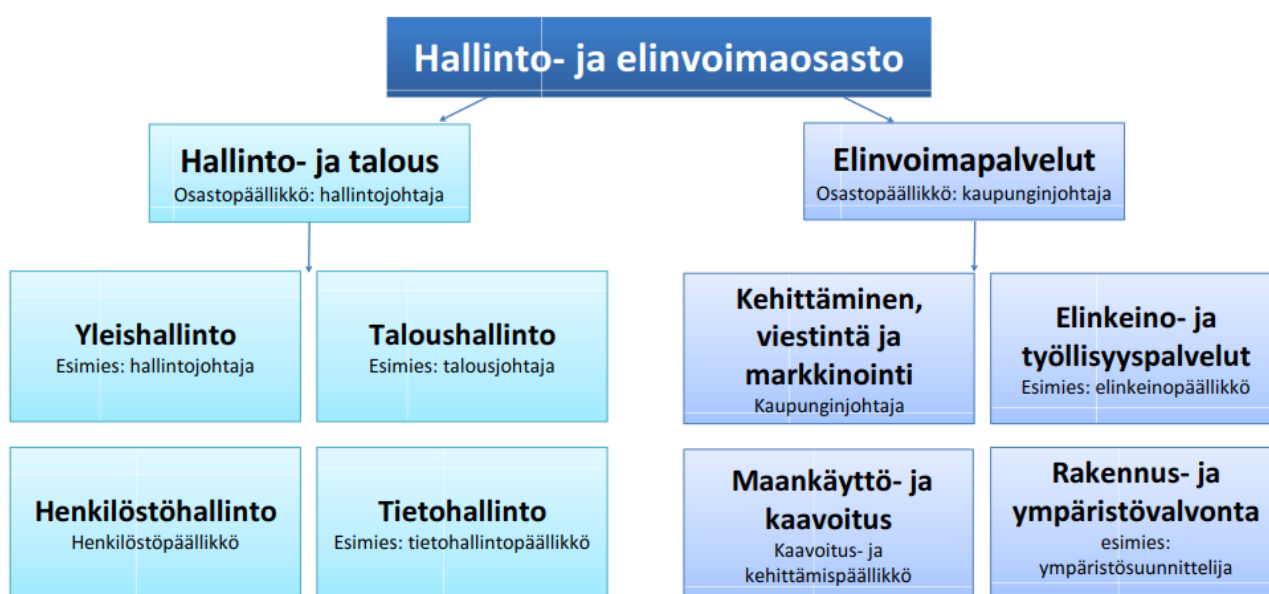 Hallinto- ja elinvoimaosasto
Hallinto- ja talous
Osastopäällikkö: hallintojohtaja
Elinvoimapalvelut
Osastopäällikkö: kaupunginjohtaja
Yleishallinto
Esimies: hallintojohtaja
Taloushallinto
Esimies: talousjohtaja
Kehittäminen,
viestintä ja
markkinointi
Kaupunginjohtaja
Elinkeino- ja
työllisyyspalvelut
Esimies: elinkeinopäällikkö
Henkilöstöhallinto
Henkilöstöpäällikkö
Tietohallinto
Esimies: tietohallintopäällikkö
Maankäyttö- ja
kaavoitus
Kaavoitus- ja
kehittämispäällikkö
Rakennus- ja
ympäristövalvonta
esimies:
ympäristösuunnittelija